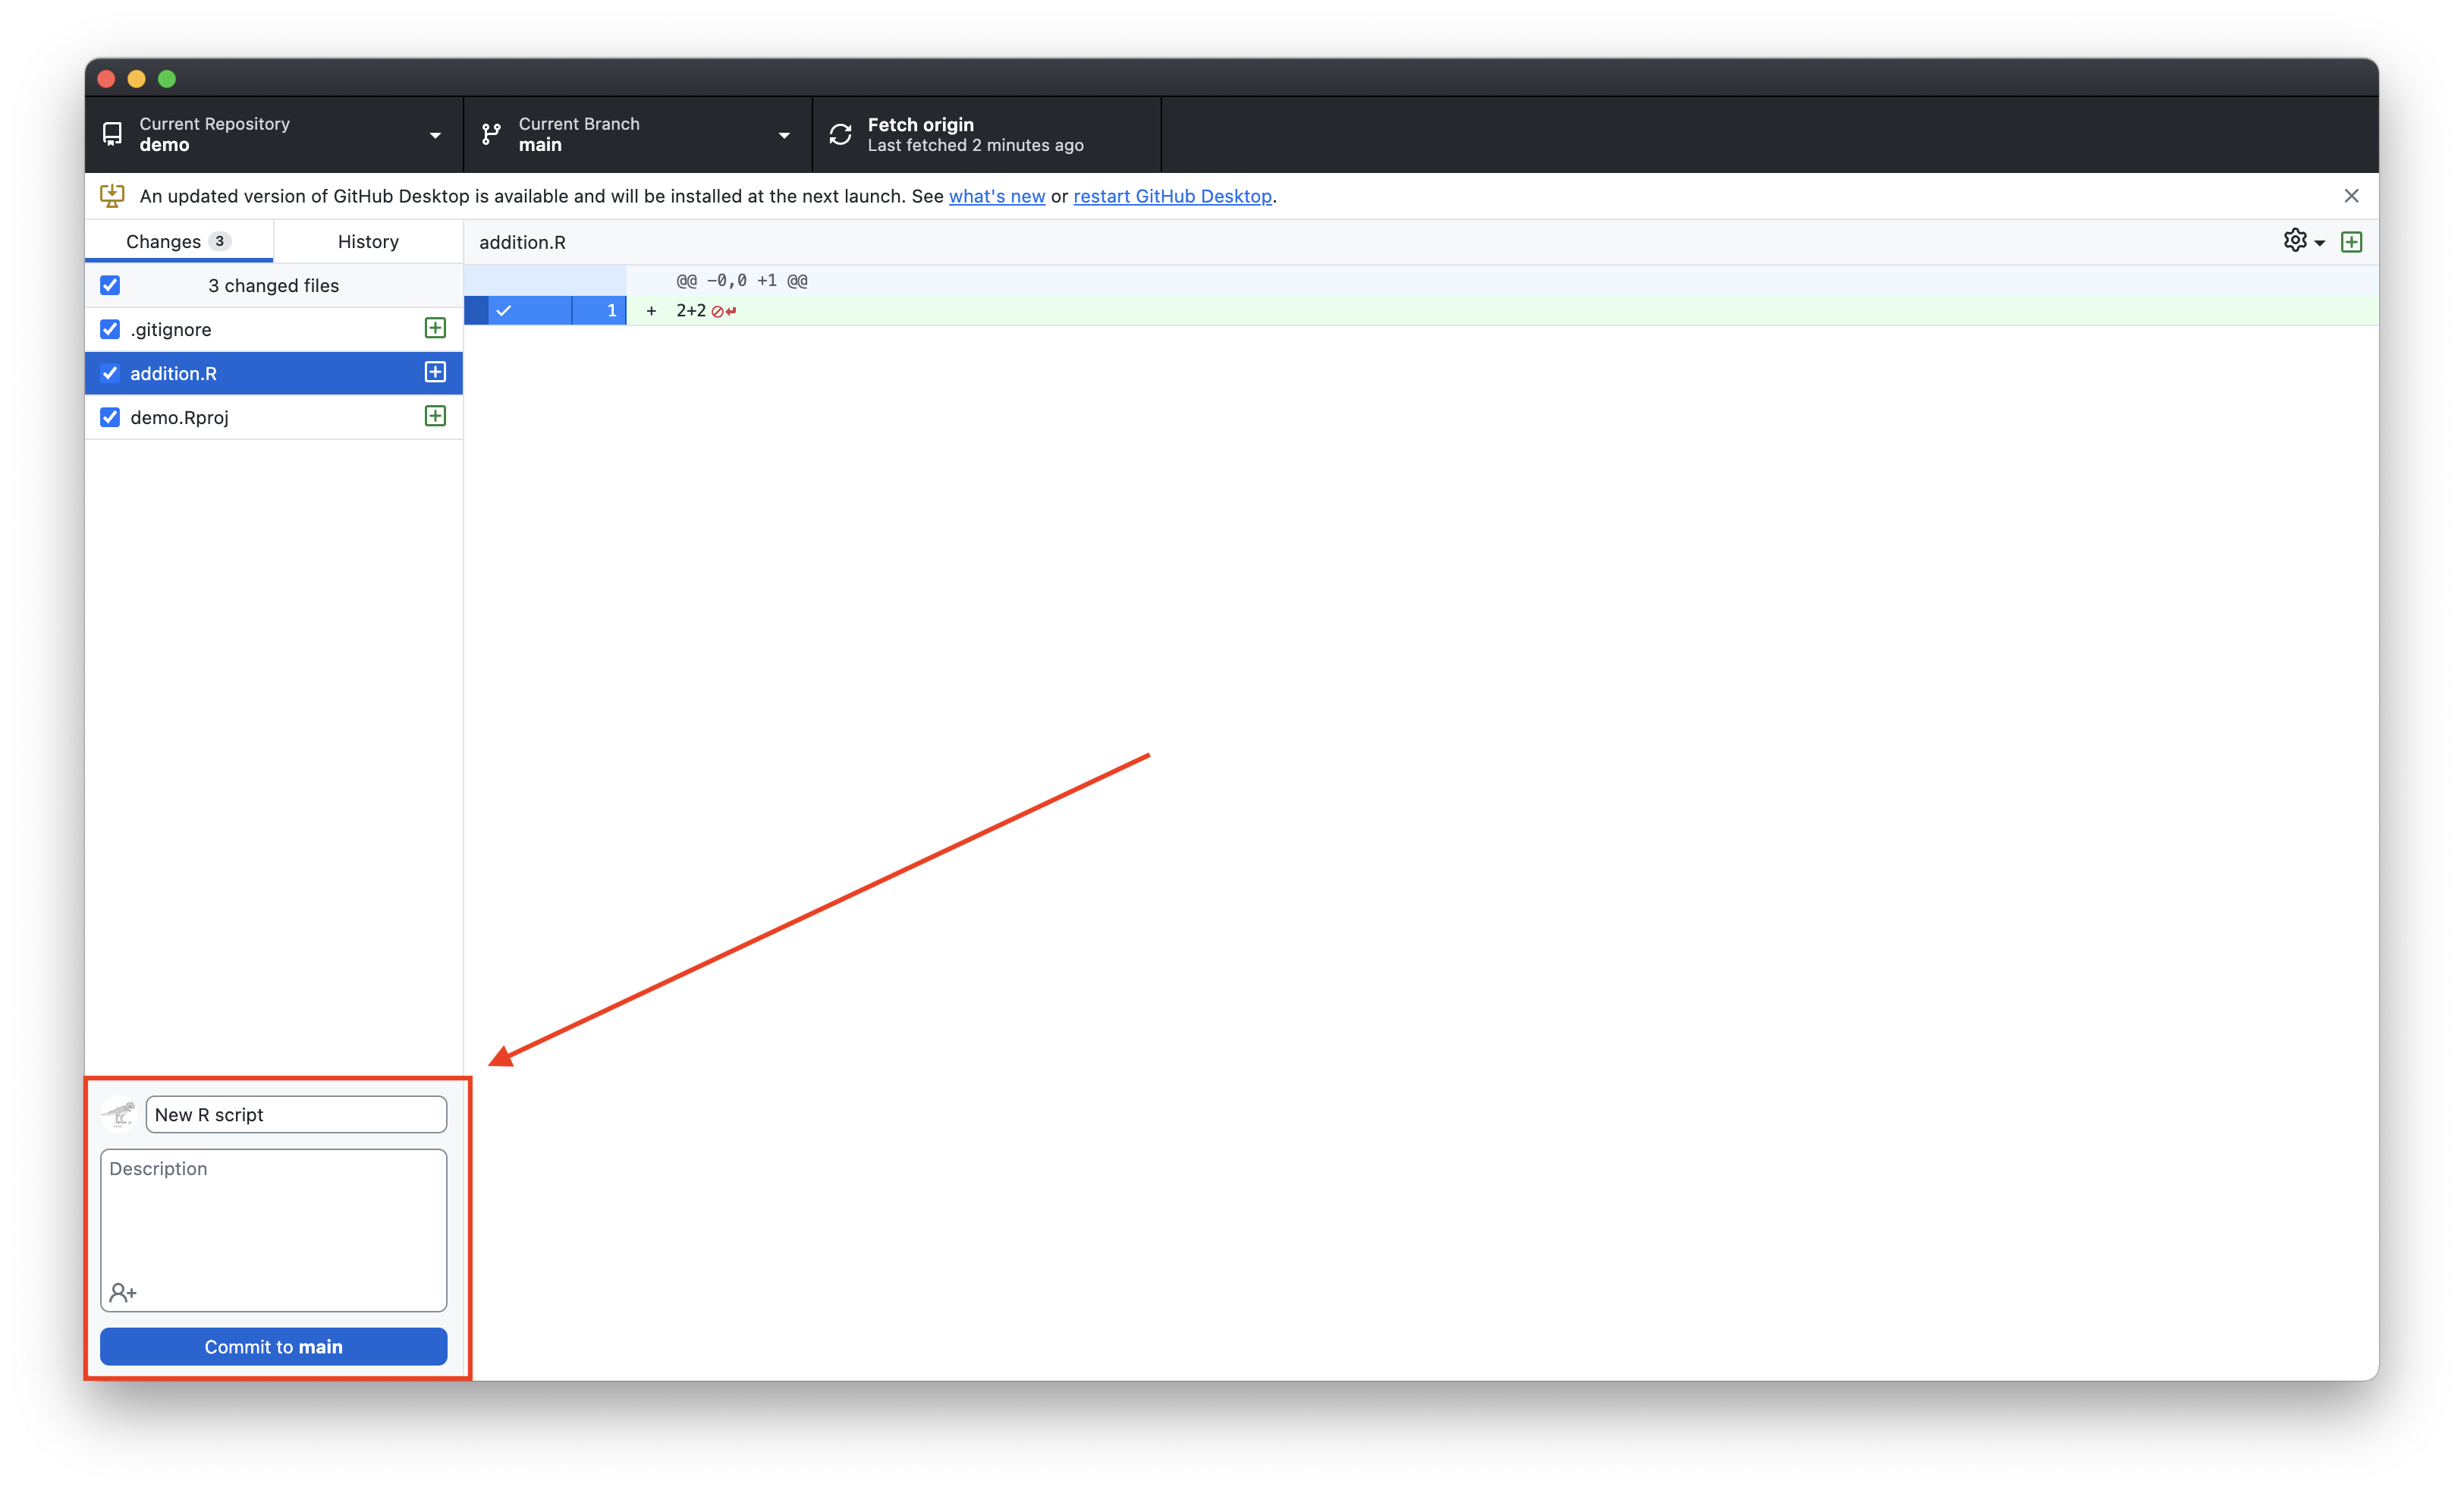 Current Repository
demo
Current Branch
main
Fetch origin
Last fetched 2 minutes ago
An updated version of GitHub Desktop is available and will be installed at the next launch. See what's new or restart GitHub Desktop.
Changes 3
History
addition.R
3 changed files
@@ -0,0 +1 @@
1 + 2+2
.gitignore
addition.R
demo.Rproj
New R script
Description
Commit to main